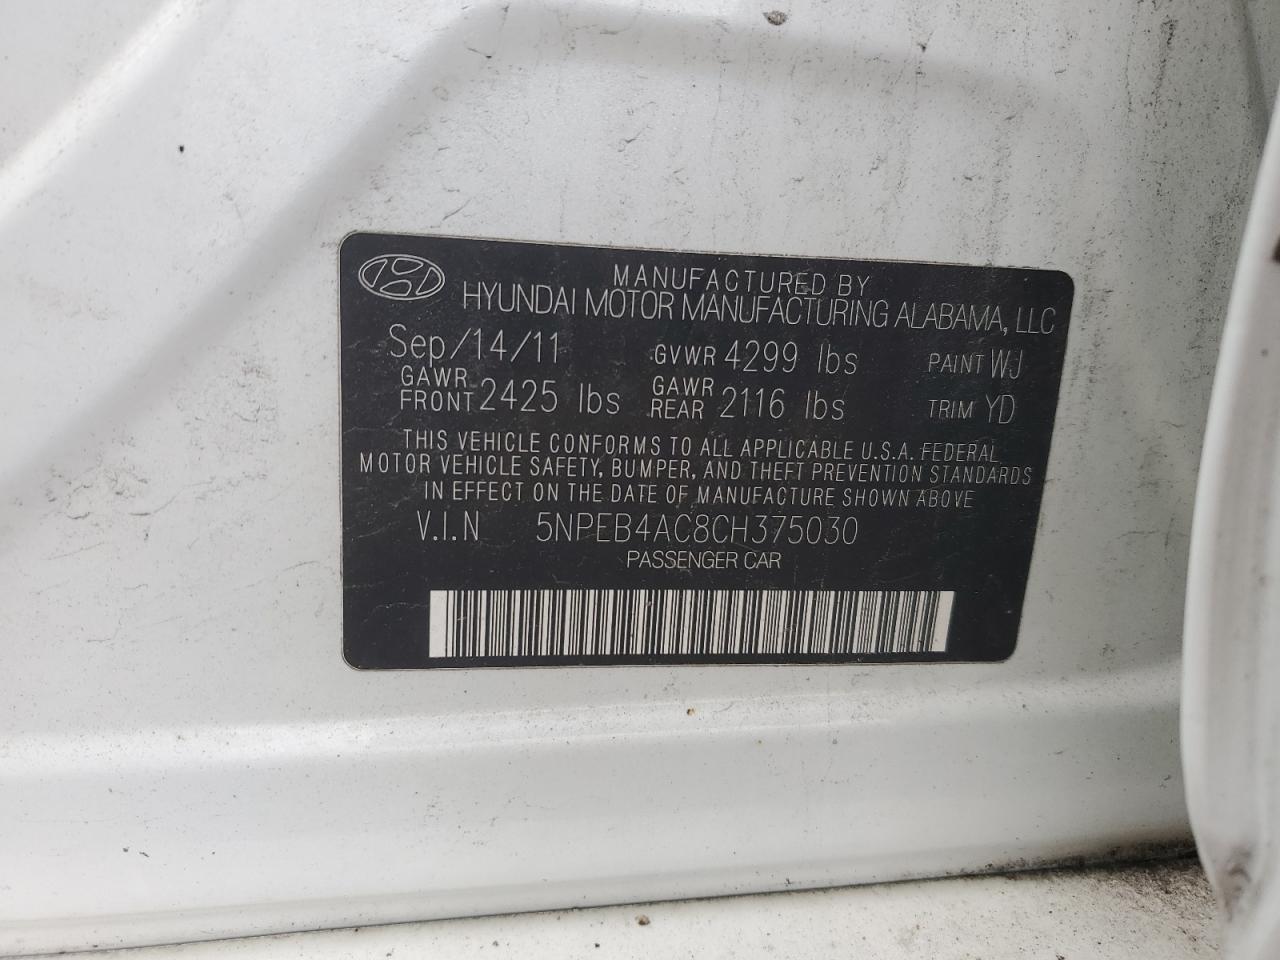 MANUFACTURED BY
HYUNDAI MOTOR MANUFACTURING ALABAMA, LLC
Sep/14/11 GVWR 4299 lbs PAINT WJ
GAWR FRONT 2425 lbs GAWR REAR 2116 lbs TRIM YD
THIS VEHICLE CONFORMS TO ALL APPLICABLE U.S.A. FEDERAL
MOTOR VEHICLE SAFETY, BUMPER, AND THEFT PREVENTION STANDARDS
IN EFFECT ON THE DATE OF MANUFACTURE SHOWN ABOVE
V.I.N 5NPEB4AC8CH375030
PASSENGER CAR